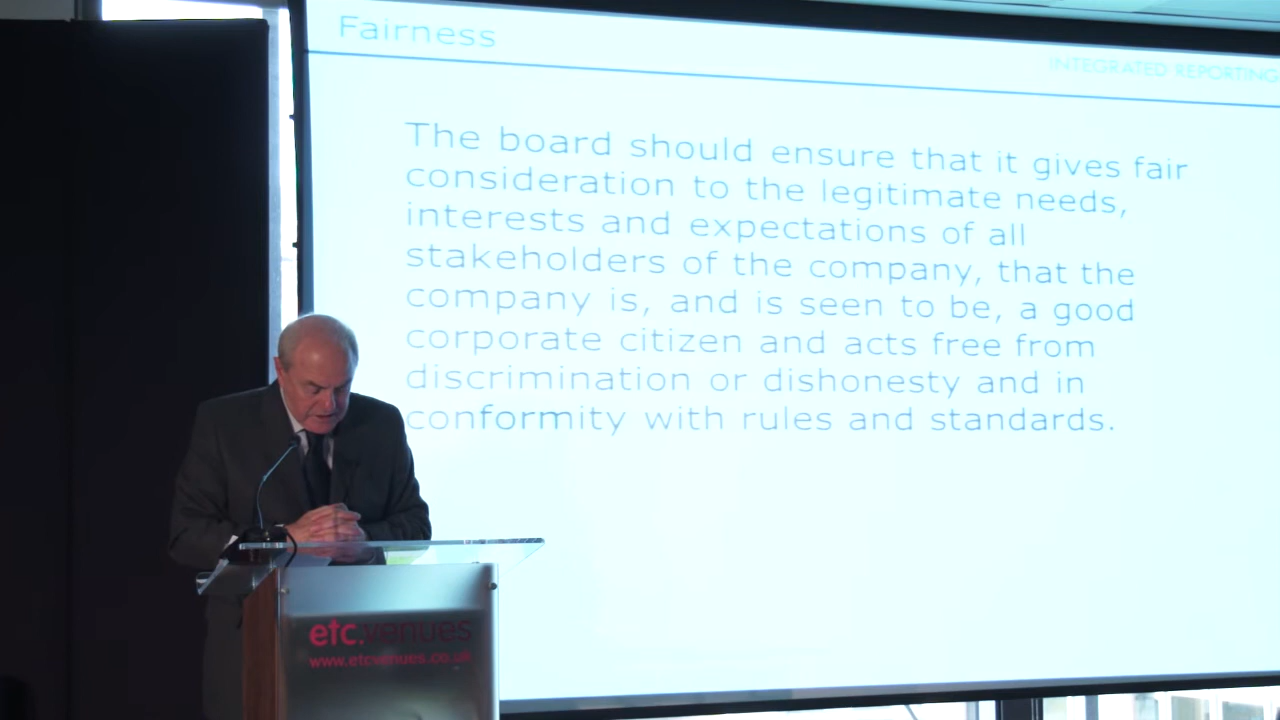 Fairness
INTEGRATED REPORTING
The board should ensure that it gives fair
consideration to the legitimate needs,
interests and expectations of all
stakeholders of the company, that the
company is, and is seen to be, a good
corporate citizen and acts free from
discrimination or dishonesty and in
conformity with rules and standards.
etc.venues
www.etcvenues.co.uk